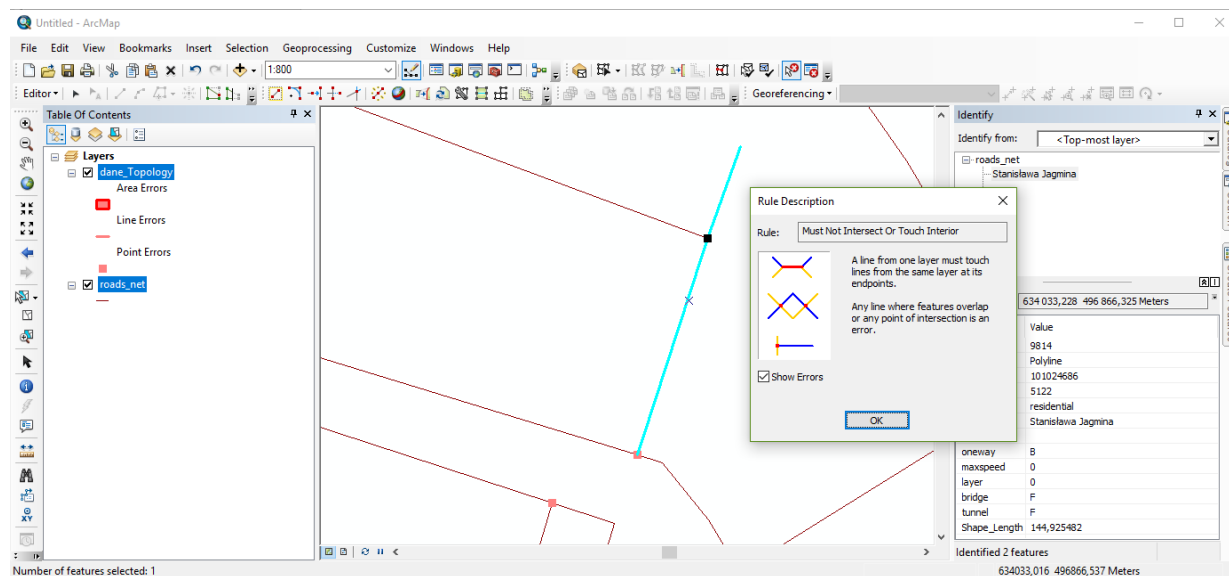 Untitled - ArcMap
File Edit View Bookmarks Insert Selection Geoprocessing Customize Windows Help
1:800
Editor Georeferencing
Table Of Contents
Layers
dane_Topology
Area Errors
Line Errors
Point Errors
roads_net
Rule Description
Rule: Must Not Intersect Or Touch Interior
A line from one layer must touch
lines from the same layer at its
endpoints.
Any line where features overlap
or any point of intersection is an
error.
Show Errors
OK
Identify
Identify from: <Top-most layer>
roads_net
Stanisława Jagmina
634 033,228 496 866,325 Meters
Value
9814
Polyline
101024686
5122
residential
Stanisława Jagmina
oneway B
maxspeed 0
layer 0
bridge F
tunnel F
Shape_Length 144,925482
Identified 2 features
XY
Number of features selected: 1
634033,016 496866,537 Meters